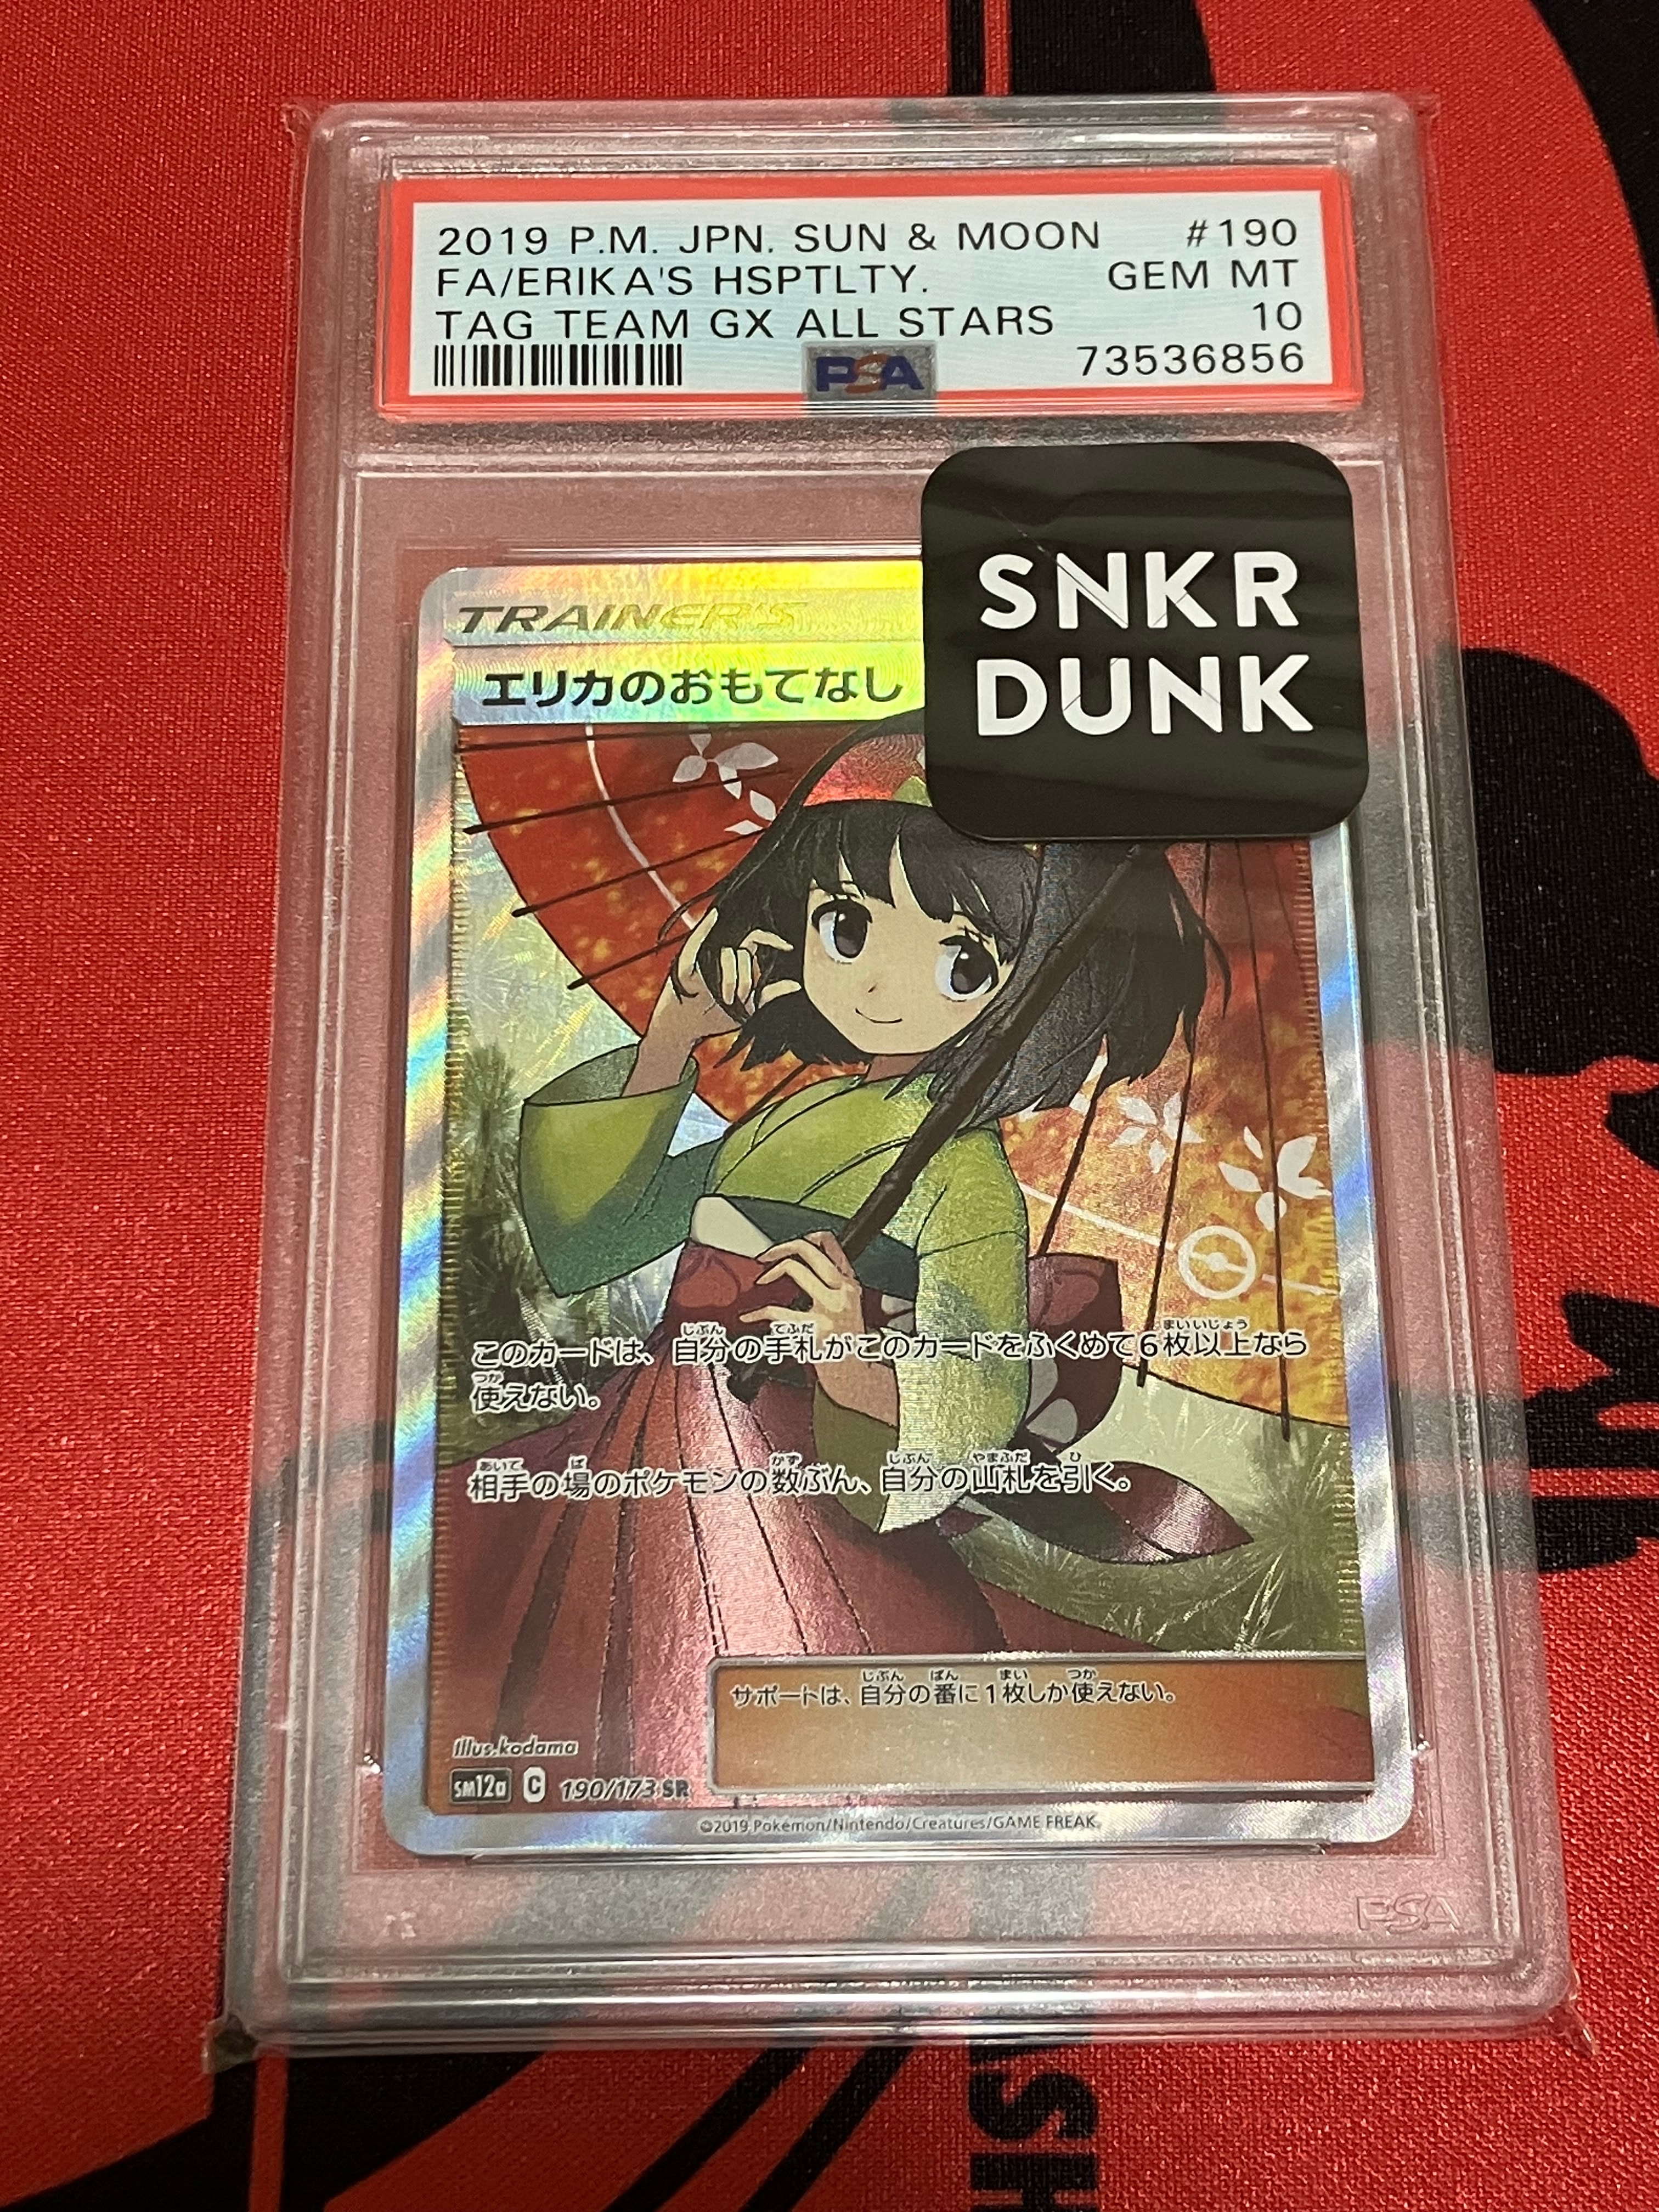 2019 P.M. JPN. SUN & MOON #190
FA/ERIKA'S HSPTLTY. GEM MT
TAG TEAM GX ALL STARS 10
PSA 73536856
SNKR
DUNK
TRAINER'S
エリカのおもてなし
このカードは、自分の手札がこのカードをふくめて6枚以上なら
使えない。
相手の場のポケモンの数ぶん、自分の山札を引く。
サポートは、自分の番に1枚しか使えない。
illus.kodama
SM12a C 190/173 SR
©2019 Pokémon/Nintendo/Creatures/GAME FREAK
PSA